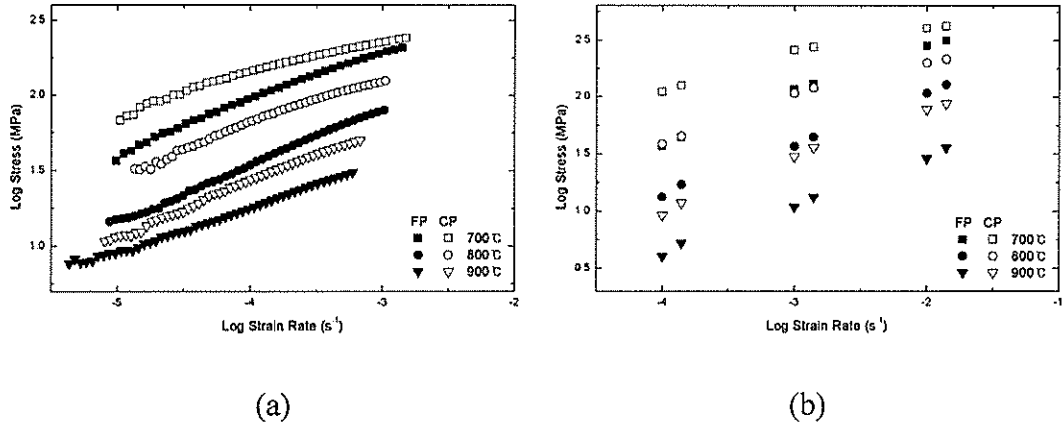 (a)
2.5
2.0
1.5
1.0
Log Stress (MPa)
-5
-4
-3
-2
Log Strain Rate (s⁻¹)
FP CP
700℃
800℃
900℃
(a)
(b)
2.5
2.0
1.5
1.0
0.5
Log Stress (MPa)
-4
-3
-2
-1
Log Strain Rate (s⁻¹)
FP CP
700℃
800℃
900℃
(b)